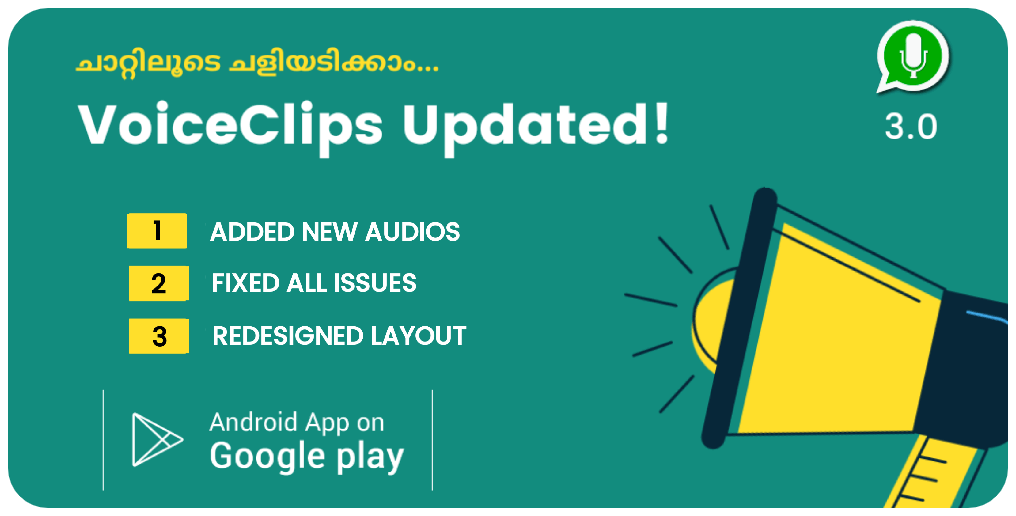 ചാറ്റിലൂടെ ചളിയടിക്കാം...
VoiceClips Updated!
3.0
1 ADDED NEW AUDIOS
2 FIXED ALL ISSUES
3 REDESIGNED LAYOUT
Android App on
Google play